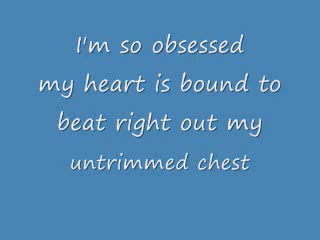 I'm so obsessed
my heart is bound to
beat right out my
untrimmed chest